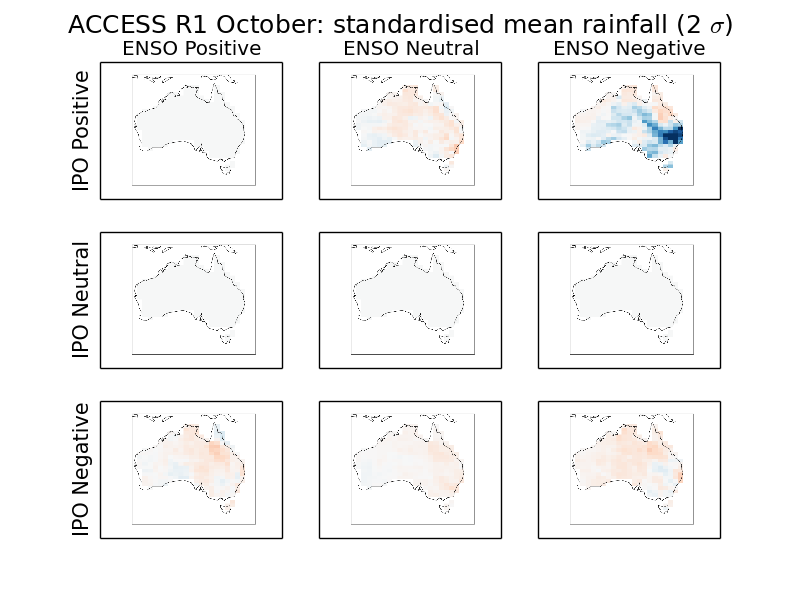 ACCESS R1 October: standardised mean rainfall (2 σ)
ENSO Positive
ENSO Neutral
ENSO Negative
IPO Positive
IPO Neutral
IPO Negative